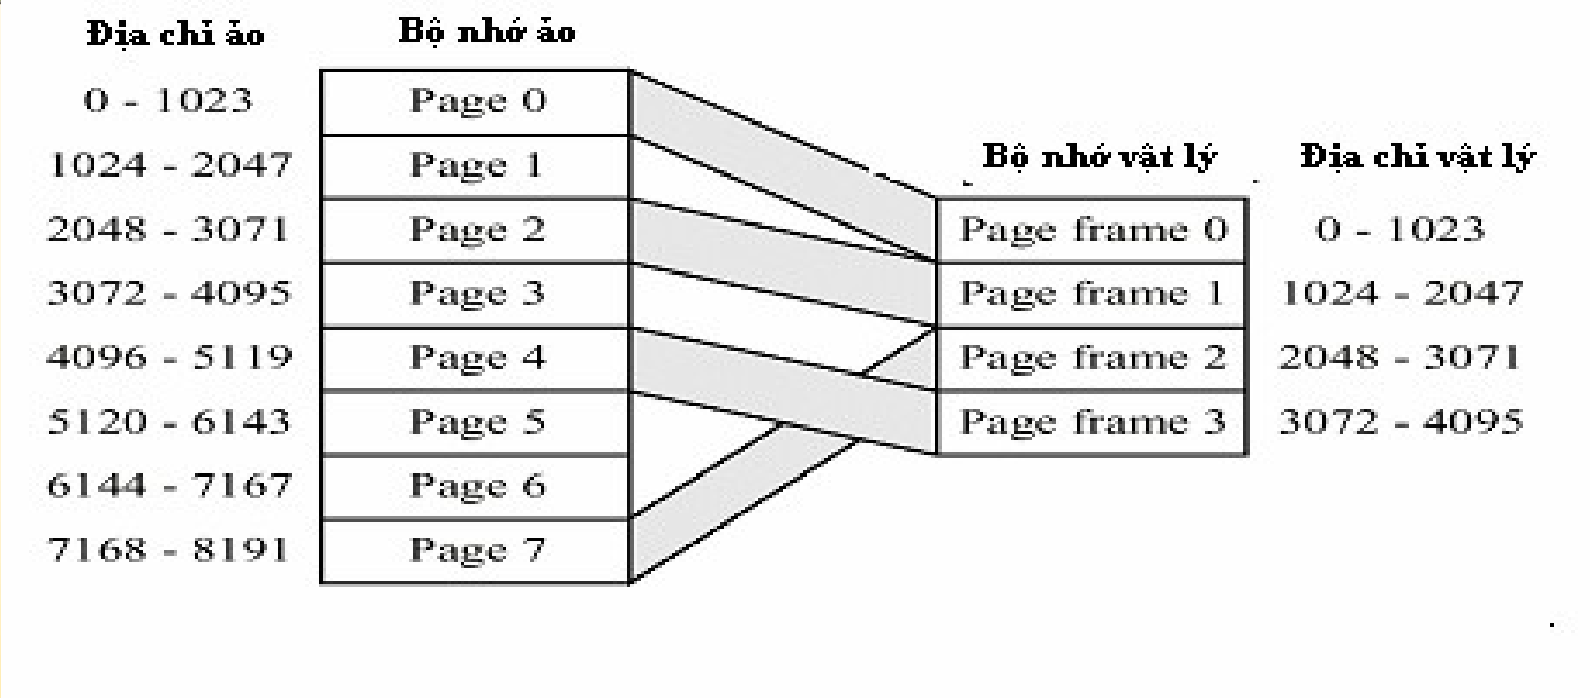 Địa chỉ ảo Bộ nhớ ảo
0 - 1023 Page 0
1024 - 2047 Page 1
Bộ nhớ vật lý Địa chỉ vật lý
2048 - 3071 Page 2 Page frame 0 0 - 1023
3072 - 4095 Page 3 Page frame 1 1024 - 2047
4096 - 5119 Page 4 Page frame 2 2048 - 3071
5120 - 6143 Page 5 Page frame 3 3072 - 4095
6144 - 7167 Page 6
7168 - 8191 Page 7